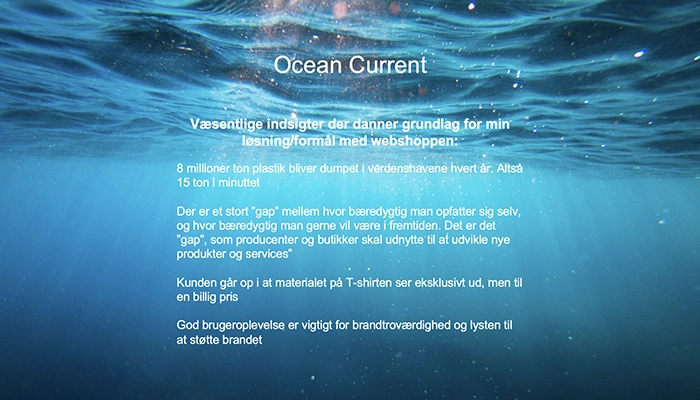 Ocean Current
Væsentlige indsigter der danner grundlag for min
løsning/formål med webshoppen:
8 millioner ton plastik bliver dumpet i verdenshavene hvert år. Altså
15 ton i minuttet
Der er et stort "gap" mellem hvor bæredygtig man opfatter sig selv,
og hvor bæredygtig man gerne vil være i fremtiden. Det er det
"gap", som producenter og butikker skal udnytte til at udvikle nye
produkter og services"
Kunden går op i at materialet på T-shirten ser eksklusivt ud, men til
en billig pris
God brugeroplevelse er vigtigt for brandtroværdighed og lysten til
at støtte brandet